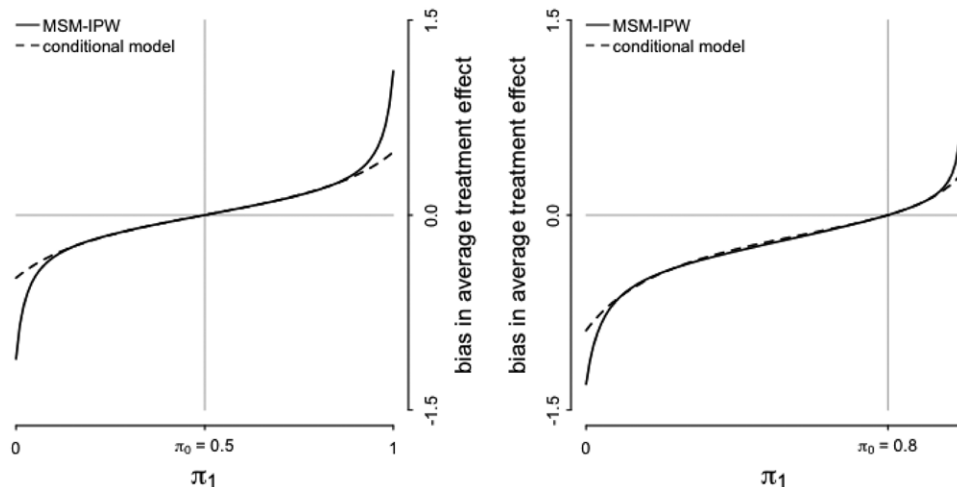 MSM-IPW
conditional model
1.5
0.0
-1.5
bias in average treatment effect
0
π₀ = 0.5
1
π₁
MSM-IPW
conditional model
1.5
0.0
-1.5
bias in average treatment effect
0
π₀ = 0.8
π₁